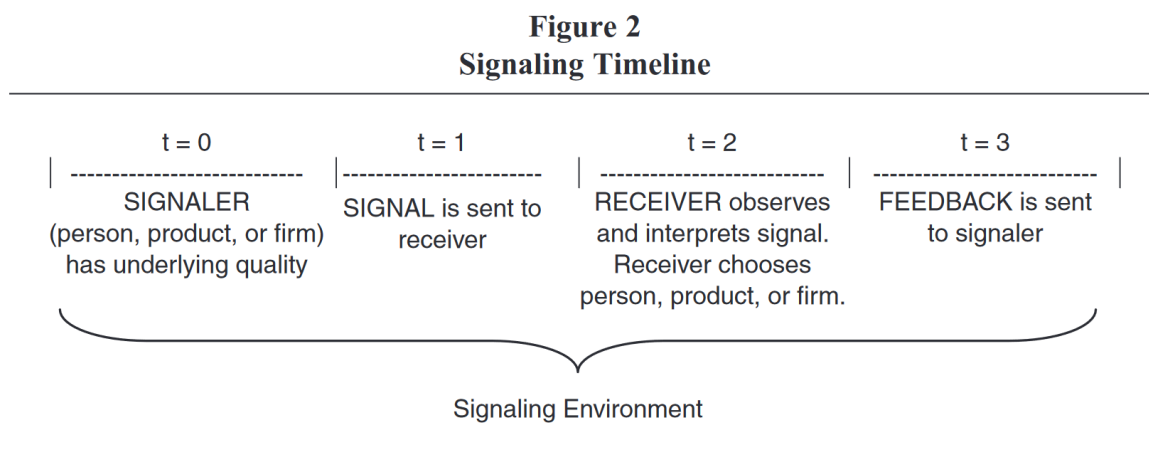 Figure 2
Signaling Timeline
t = 0
t = 1
t = 2
t = 3
SIGNALER
(person, product, or firm)
has underlying quality
SIGNAL is sent to
receiver
RECEIVER observes
and interprets signal.
Receiver chooses
person, product, or firm.
FEEDBACK is sent
to signaler
Signaling Environment